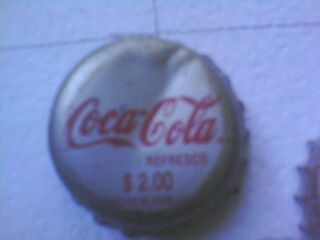 Coca-Cola
REFRESCO
$ 2.00